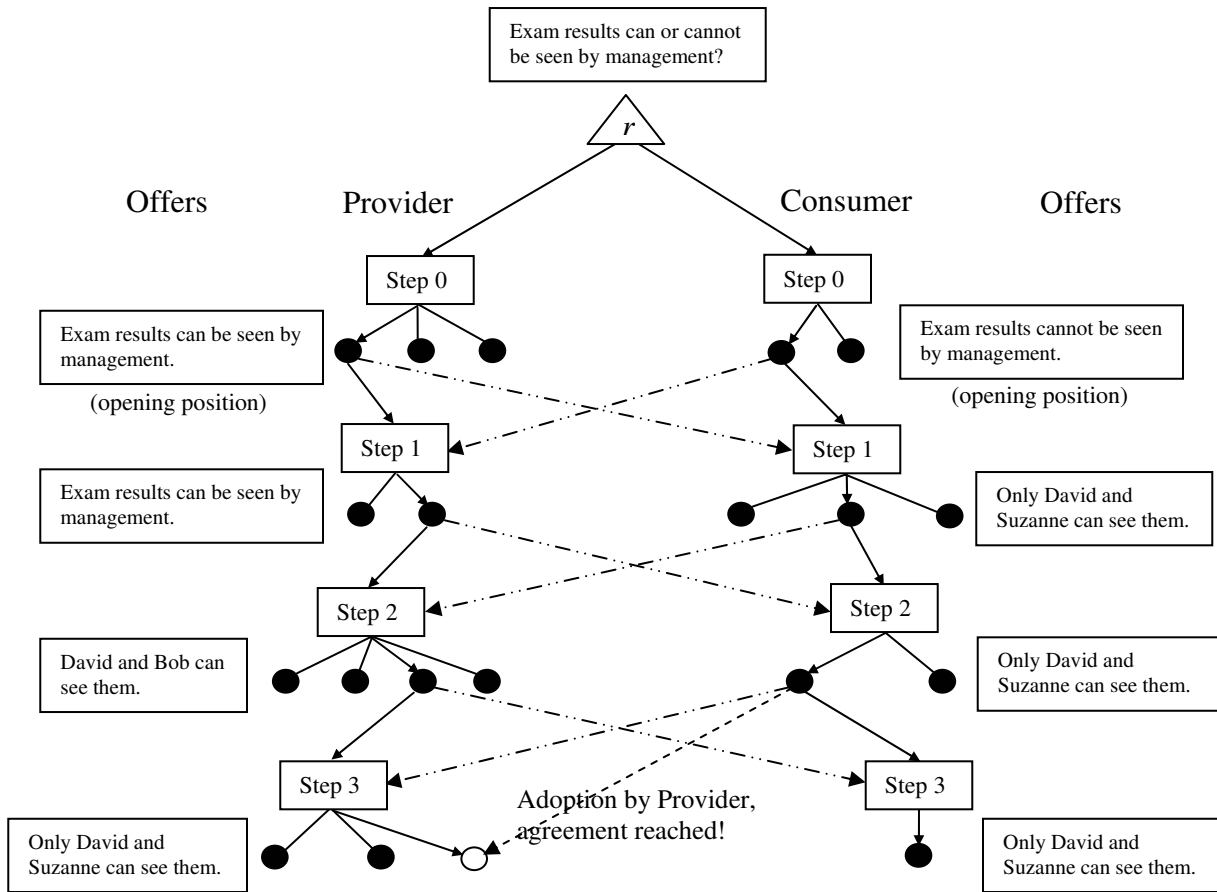 Exam results can or cannot
be seen by management?
r
Offers
Provider
Consumer
Offers
Step 0
Step 0
Exam results can be seen by
management.
(opening position)
Exam results cannot be seen
by management.
(opening position)
Step 1
Step 1
Exam results can be seen by
management.
Only David and
Suzanne can see them.
Step 2
Step 2
David and Bob can
see them.
Only David and
Suzanne can see them.
Step 3
Step 3
Adoption by Provider,
agreement reached!
Only David and
Suzanne can see them.
Only David and
Suzanne can see them.